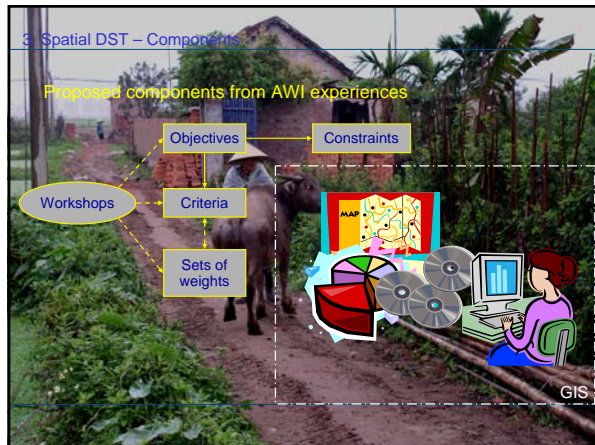 3. Spatial DST – Components
Proposed components from AWI experiences
Objectives
Constraints
Workshops
Criteria
Sets of
weights
MAP
GIS